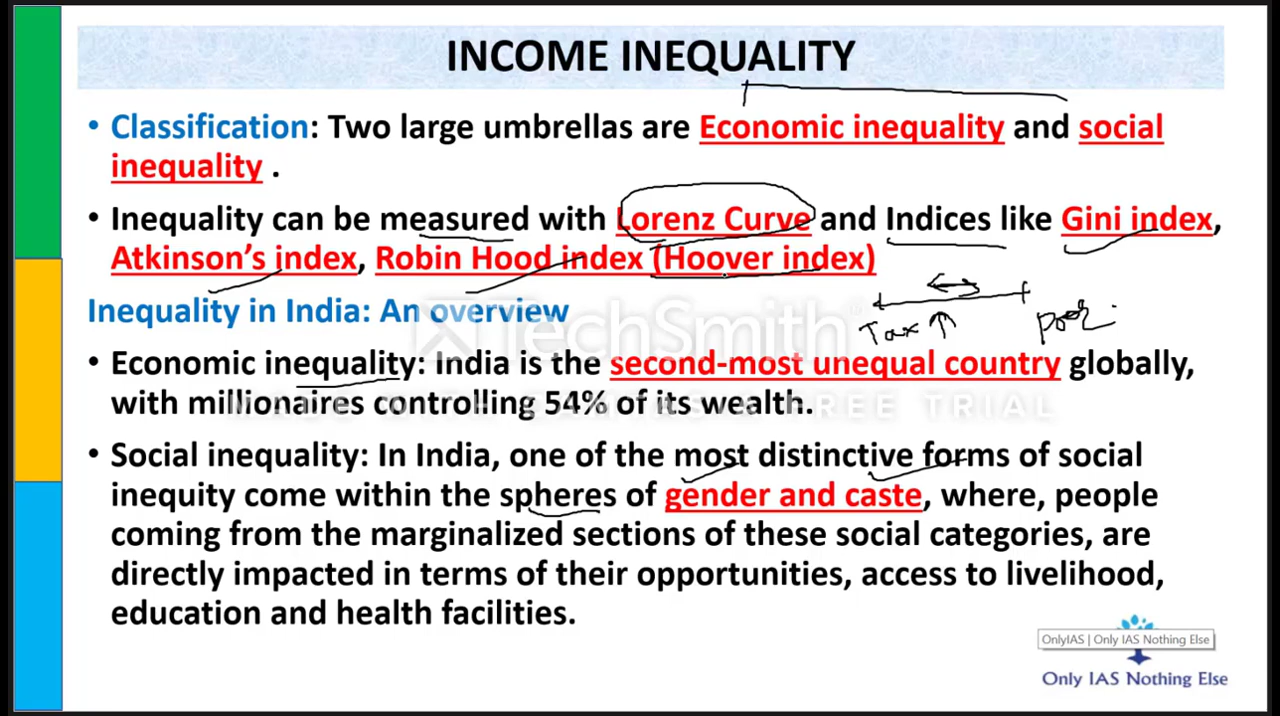 INCOME INEQUALITY
• Classification: Two large umbrellas are Economic inequality and social
inequality .
• Inequality can be measured with Lorenz Curve and Indices like Gini index,
Atkinson's index, Robin Hood index (Hoover index)
Tax ↑
poor
Inequality in India: An overview
TechSmith
• Economic inequality: India is the second-most unequal country globally,
with millionaires controlling 54% of its wealth.
FREE TRIAL
• Social inequality: In India, one of the most distinctive forms of social
inequity come within the spheres of gender and caste, where, people
coming from the marginalized sections of these social categories, are
directly impacted in terms of their opportunities, access to livelihood,
education and health facilities.
OnlyIAS | Only IAS Nothing Else
Only IAS Nothing Else